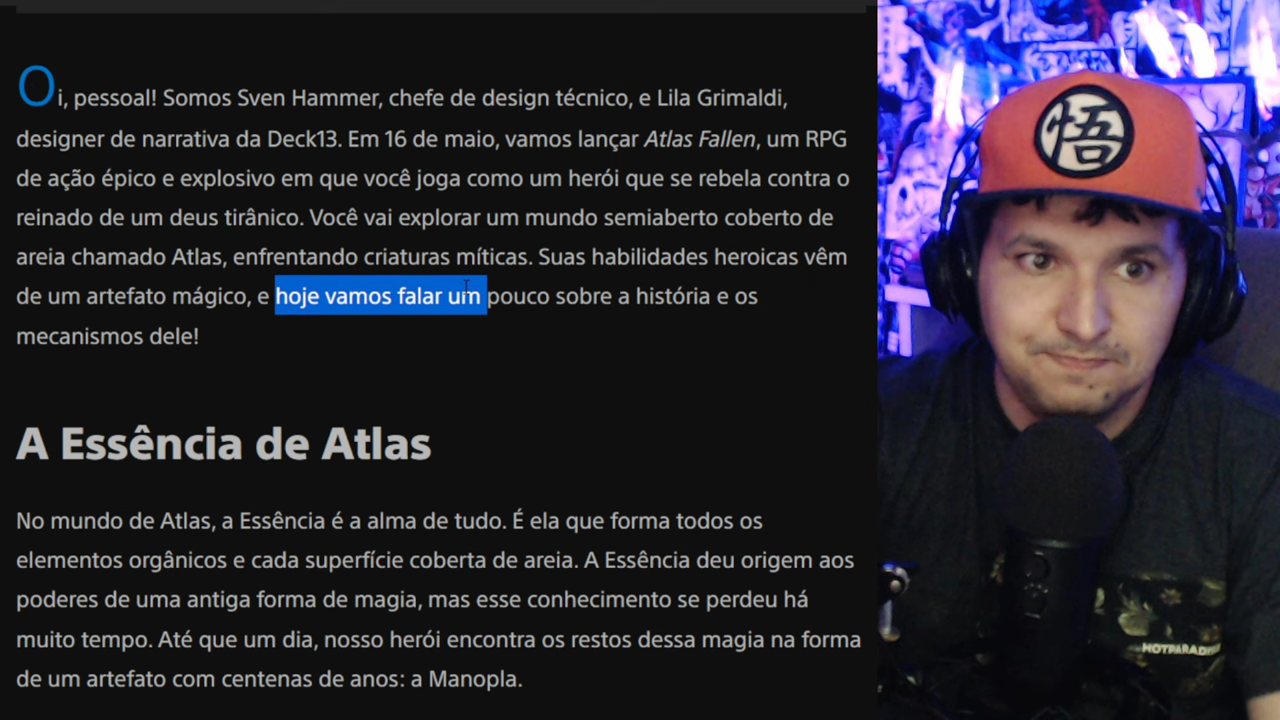 Oi, pessoal! Somos Sven Hammer, chefe de design técnico, e Lila Grimaldi,
designer de narrativa da Deck13. Em 16 de maio, vamos lançar Atlas Fallen, um RPG
de ação épico e explosivo em que você joga como um herói que se rebela contra o
reinado de um deus tirânico. Você vai explorar um mundo semiaberto coberto de
areia chamado Atlas, enfrentando criaturas míticas. Suas habilidades heroicas vêm
de um artefato mágico, e hoje vamos falar um pouco sobre a história e os
mecanismos dele!
A Essência de Atlas
No mundo de Atlas, a Essência é a alma de tudo. É ela que forma todos os
elementos orgânicos e cada superfície coberta de areia. A Essência deu origem aos
poderes de uma antiga forma de magia, mas esse conhecimento se perdeu há
muito tempo. Até que um dia, nosso herói encontra os restos dessa magia na forma
de um artefato com centenas de anos: a Manopla.
悟